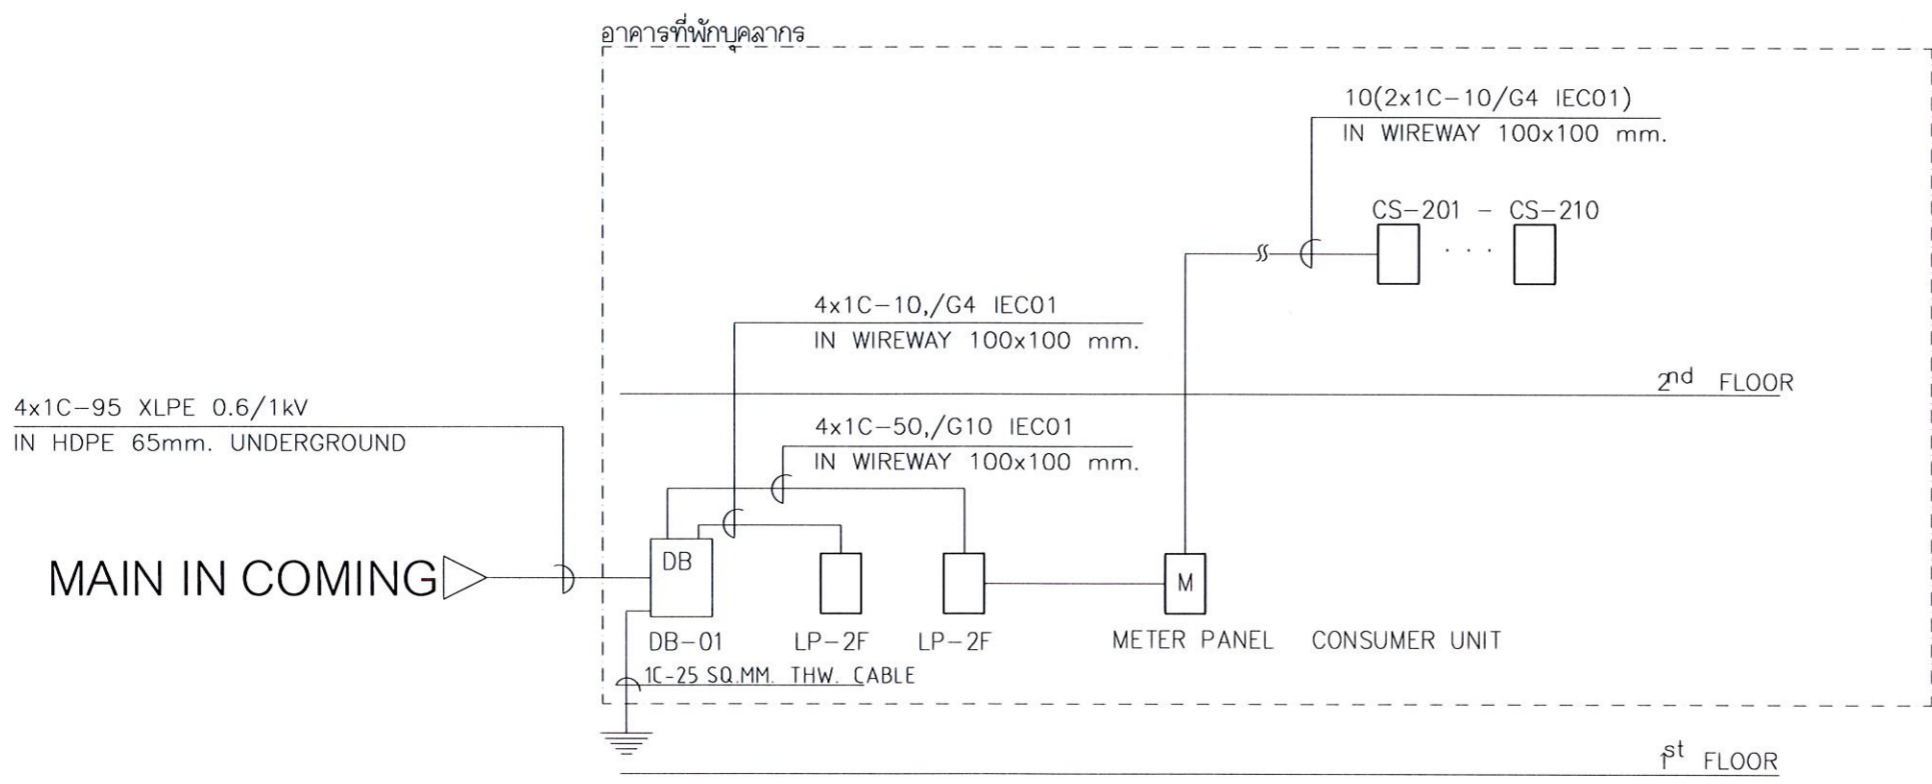 อาคารที่พักบุคลากร
10(2x1C-10/G4 IEC01)
IN WIREWAY 100x100 mm.
CS-201 - CS-210
4x1C-10,/G4 IEC01
IN WIREWAY 100x100 mm.
2nd FLOOR
4x1C-95 XLPE 0.6/1kV
IN HDPE 65mm. UNDERGROUND
4x1C-50,/G10 IEC01
IN WIREWAY 100x100 mm.
MAIN IN COMING
DB
M
DB-01
LP-2F
LP-2F
METER PANEL
CONSUMER UNIT
1C-25 SQ.MM. THW. CABLE
1st FLOOR